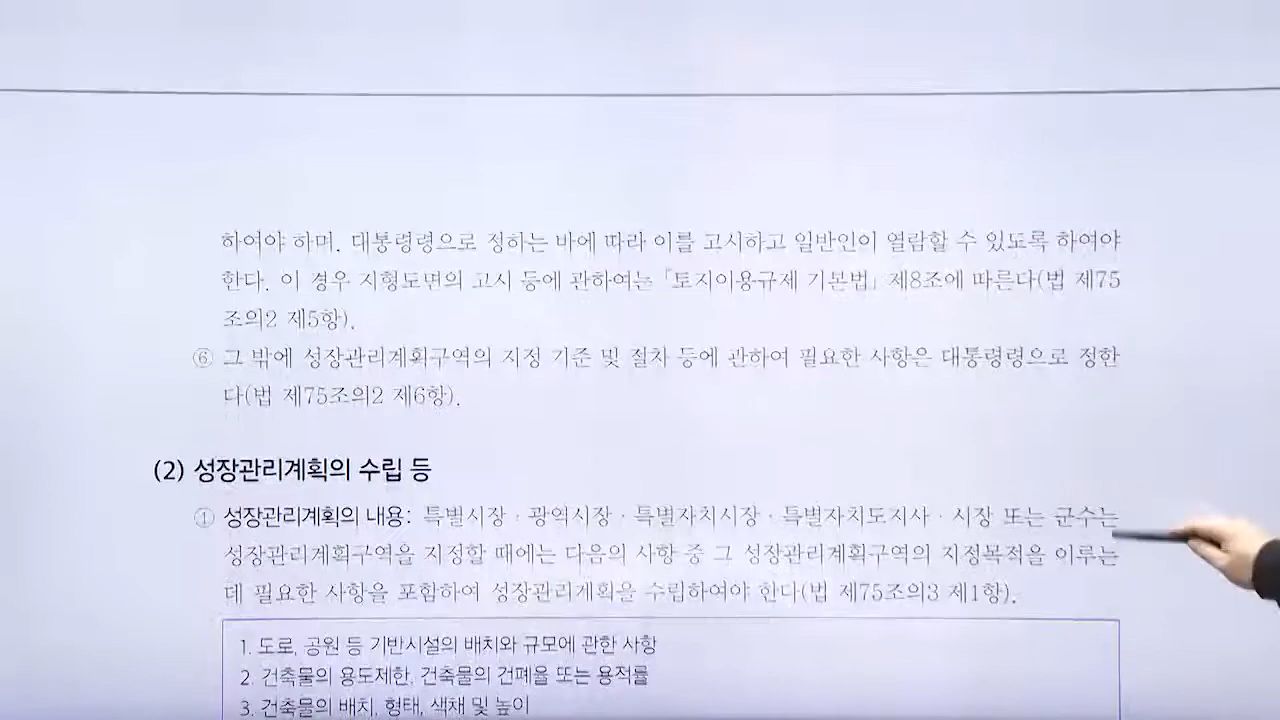 하여야 하며. 대통령령으로 정하는 바에 따라 이를 고시하고 일반인이 열람할 수 있도록 하여야
한다. 이 경우 지형도면의 고시 등에 관하여는 「토지이용규제 기본법」 제8조에 따른다(법 제75
조의2 제5항).
⑥ 그 밖에 성장관리계획구역의 지정 기준 및 절차 등에 관하여 필요한 사항은 대통령령으로 정한
다(법 제75조의2 제6항).
(2) 성장관리계획의 수립 등
① 성장관리계획의 내용: 특별시장·광역시장·특별자치시장·특별자치도지사·시장 또는 군수는
성장관리계획구역을 지정할 때에는 다음의 사항 중 그 성장관리계획구역의 지정목적을 이루는
데 필요한 사항을 포함하여 성장관리계획을 수립하여야 한다(법 제75조의3 제1항).
1. 도로, 공원 등 기반시설의 배치와 규모에 관한 사항
2. 건축물의 용도제한, 건축물의 건폐율 또는 용적률
3. 건축물의 배치, 형태, 색채 및 높이